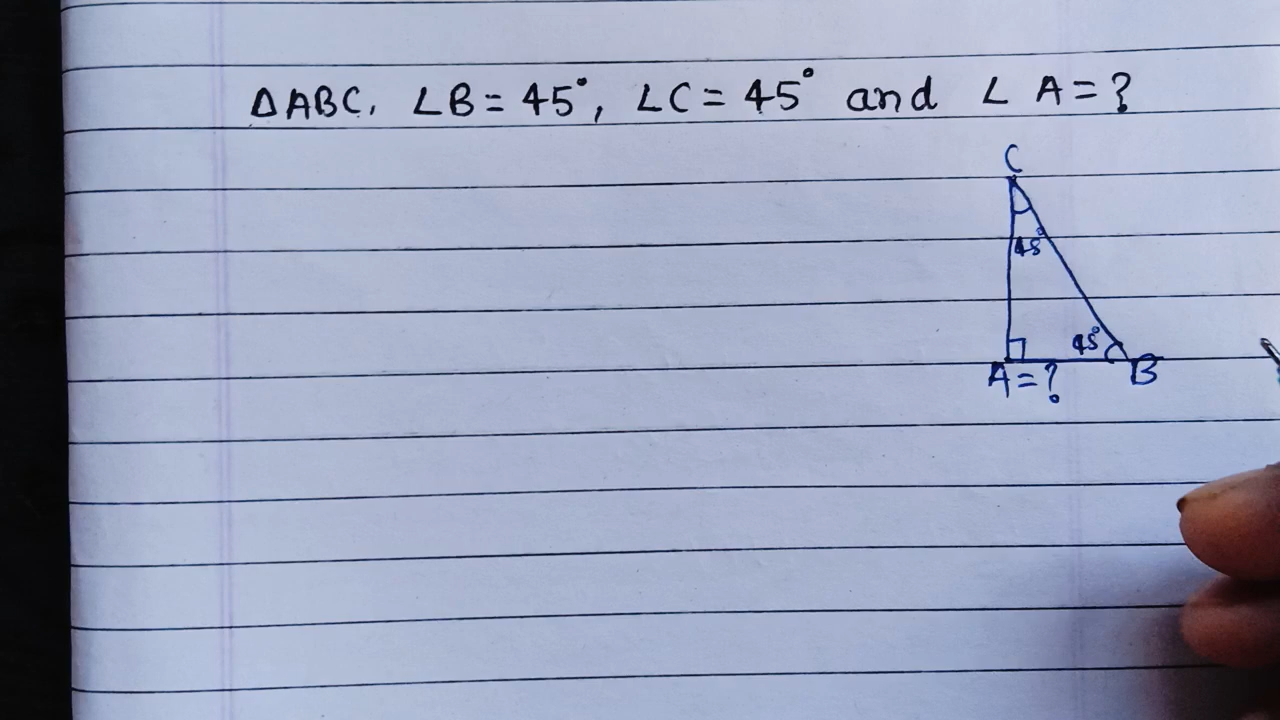 ΔABC, ∠B = 45°, ∠C = 45° and ∠ A = ?
C
45°
45°
A = ? B